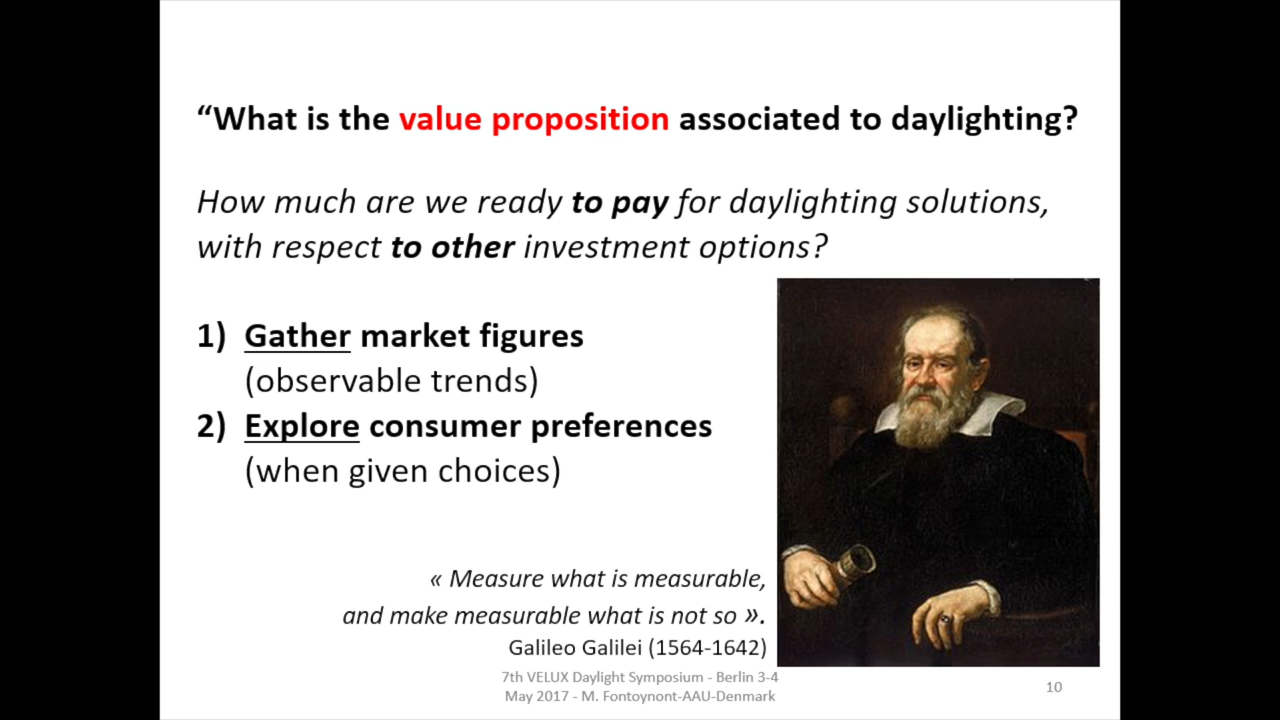 “What is the value proposition associated to daylighting?
How much are we ready to pay for daylighting solutions,
with respect to other investment options?
1) Gather market figures
(observable trends)
2) Explore consumer preferences
(when given choices)
« Measure what is measurable,
and make measurable what is not so ».
Galileo Galilei (1564-1642)
7th VELUX Daylight Symposium - Berlin 3-4
May 2017 - M. Fontoynont-AAU-Denmark
10